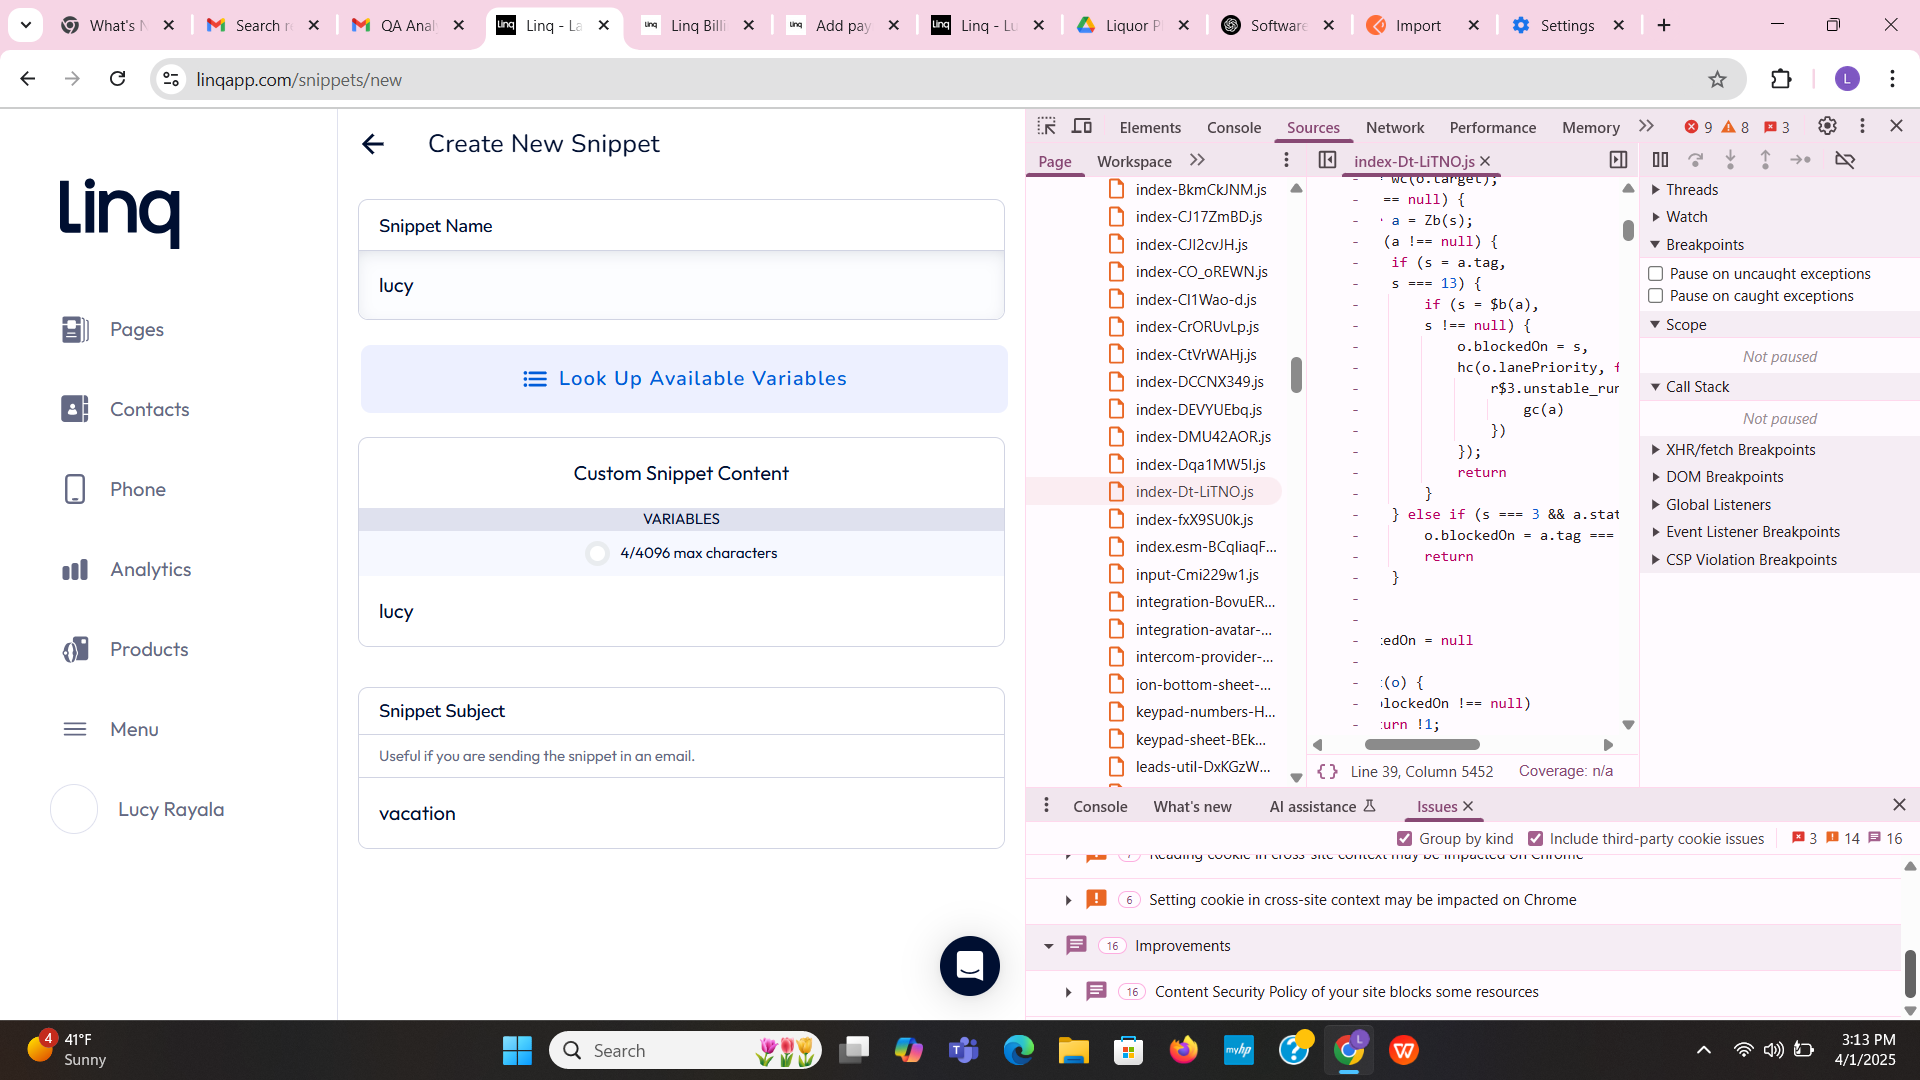 What's N
Search re
QA Analy
Linq - La
Linq Billi
Add pay
Linq - Lu
Liquor Pl
Software
Import
Settings
linqapp.com/snippets/new
L
Linq
Pages
Contacts
Phone
Analytics
Products
Menu
Lucy Rayala
Create New Snippet
Snippet Name
lucy
Look Up Available Variables
Custom Snippet Content
VARIABLES
4/4096 max characters
lucy
Snippet Subject
Useful if you are sending the snippet in an email.
vacation
Elements Console Sources Network Performance Memory 9 8 3
Page Workspace
index-Dt-LiTNO.js
index-BkmCkJNM.js
index-CJ17ZmBD.js
index-CJI2cvJH.js
index-CO_oREWN.js
index-CI1Wao-d.js
index-CrORUvLp.js
index-CtVrWAHj.js
index-DCCNX349.js
index-DEVYUEbq.js
index-DMU42AOR.js
index-Dqa1MW5I.js
index-Dt-LiTNO.js
index-fxX9SU0k.js
index.esm-BCqIiaqF...
input-Cmi229w1.js
integration-BovuER...
integration-avatar-...
intercom-provider-...
ion-bottom-sheet-...
keypad-numbers-H...
keypad-sheet-BEk...
leads-util-DxKGzW...
- wc(o.target);
- == null) {
- a = Zb(s);
- (a !== null) {
- if (s = a.tag,
- s === 13) {
- if (s = $b(a),
- s !== null) {
- o.blockedOn = s,
- hc(o.lanePriority, f
- r$3.unstable_run
- gc(a)
- })
- });
- return
- }
- } else if (s === 3 && a.stat
- o.blockedOn = a.tag ===
- return
- }
-
-
- kedOn = null
-
- t(o) {
- blockedOn !== null)
- turn !1;
{ } Line 39, Column 5452 Coverage: n/a
Threads
Watch
Breakpoints
Pause on uncaught exceptions
Pause on caught exceptions
Scope
Not paused
Call Stack
Not paused
XHR/fetch Breakpoints
DOM Breakpoints
Global Listeners
Event Listener Breakpoints
CSP Violation Breakpoints
Console What's new AI assistance Issues
Group by kind Include third-party cookie issues 3 14 16
7 Reading cookie in cross-site context may be impacted on Chrome
6 Setting cookie in cross-site context may be impacted on Chrome
16 Improvements
16 Content Security Policy of your site blocks some resources
4
41°F
Sunny
Search
myhp
L
3:13 PM
4/1/2025